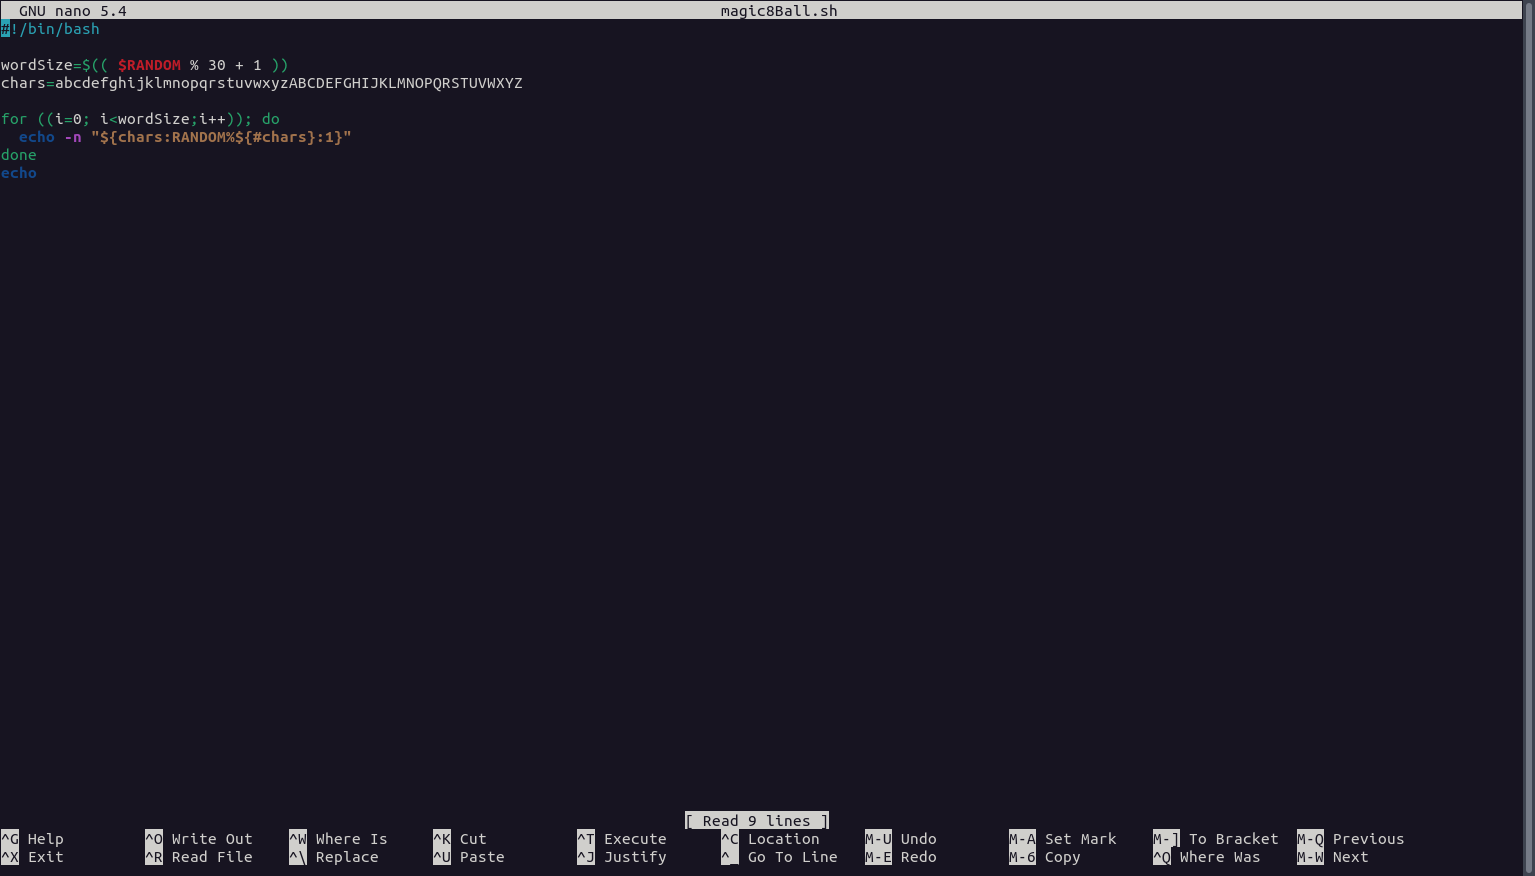 GNU nano 5.4 magic8Ball.sh
#!/bin/bash
wordSize=$(( $RANDOM % 30 + 1 ))
chars=abcdefghijklmnopqrstuvwxyzABCDEFGHIJKLMNOPQRSTUVWXYZ
for ((i=0; i<wordSize;i++)); do
  echo -n "${chars:RANDOM%${#chars}:1}"
done
echo
[ Read 9 lines ]
^G Help ^O Write Out ^W Where Is ^K Cut ^T Execute ^C Location M-U Undo M-A Set Mark M-] To Bracket M-Q Previous
^X Exit ^R Read File ^\ Replace ^U Paste ^J Justify ^_ Go To Line M-E Redo M-6 Copy ^Q Where Was M-W Next